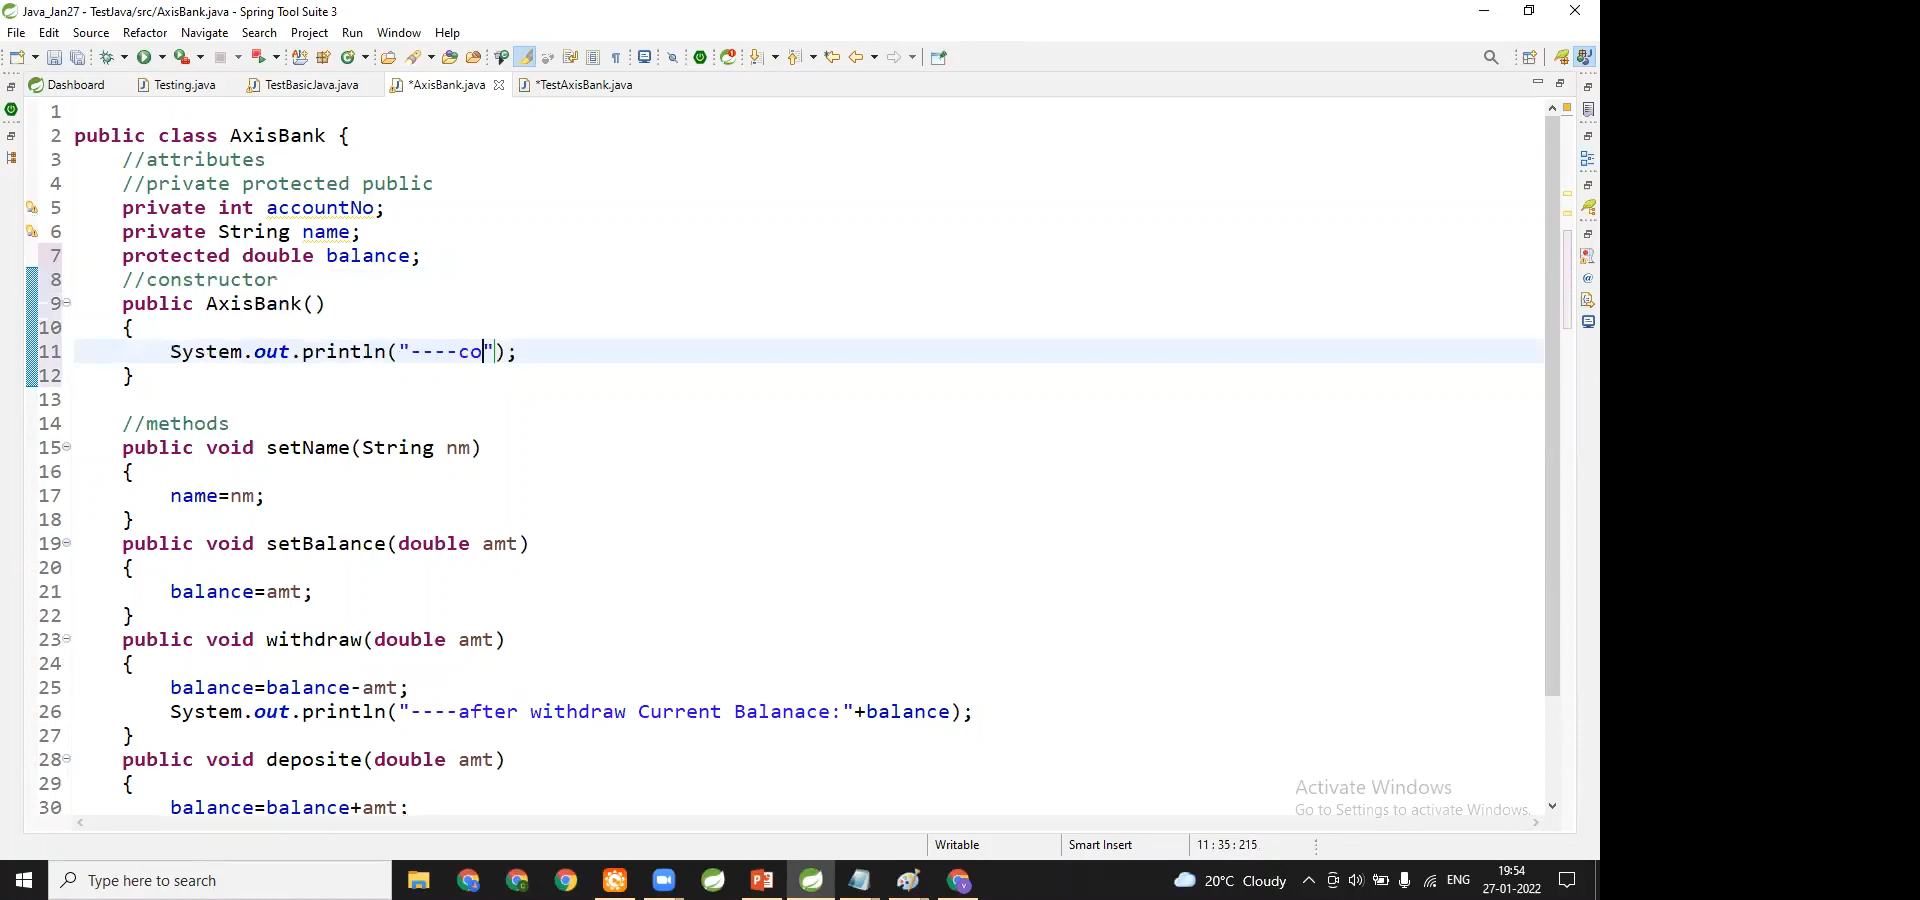 Java_Jan27 - TestJava/src/AxisBank.java - Spring Tool Suite 3
File Edit Source Refactor Navigate Search Project Run Window Help
Dashboard Testing.java TestBasicJava.java *AxisBank.java *TestAxisBank.java
1
2 public class AxisBank {
3 //attributes
4 //private protected public
5 private int accountNo;
6 private String name;
7 protected double balance;
8 //constructor
9 public AxisBank()
10 {
11 System.out.println("----co");
12 }
13
14 //methods
15 public void setName(String nm)
16 {
17 name=nm;
18 }
19 public void setBalance(double amt)
20 {
21 balance=amt;
22 }
23 public void withdraw(double amt)
24 {
25 balance=balance-amt;
26 System.out.println("----after withdraw Current Balanace:"+balance);
27 }
28 public void deposite(double amt)
29 {
30 balance=balance+amt;
Activate Windows
Go to Settings to activate Windows.
Writable Smart Insert 11 : 35 : 215
Type here to search 20°C Cloudy ENG 19:54
27-01-2022